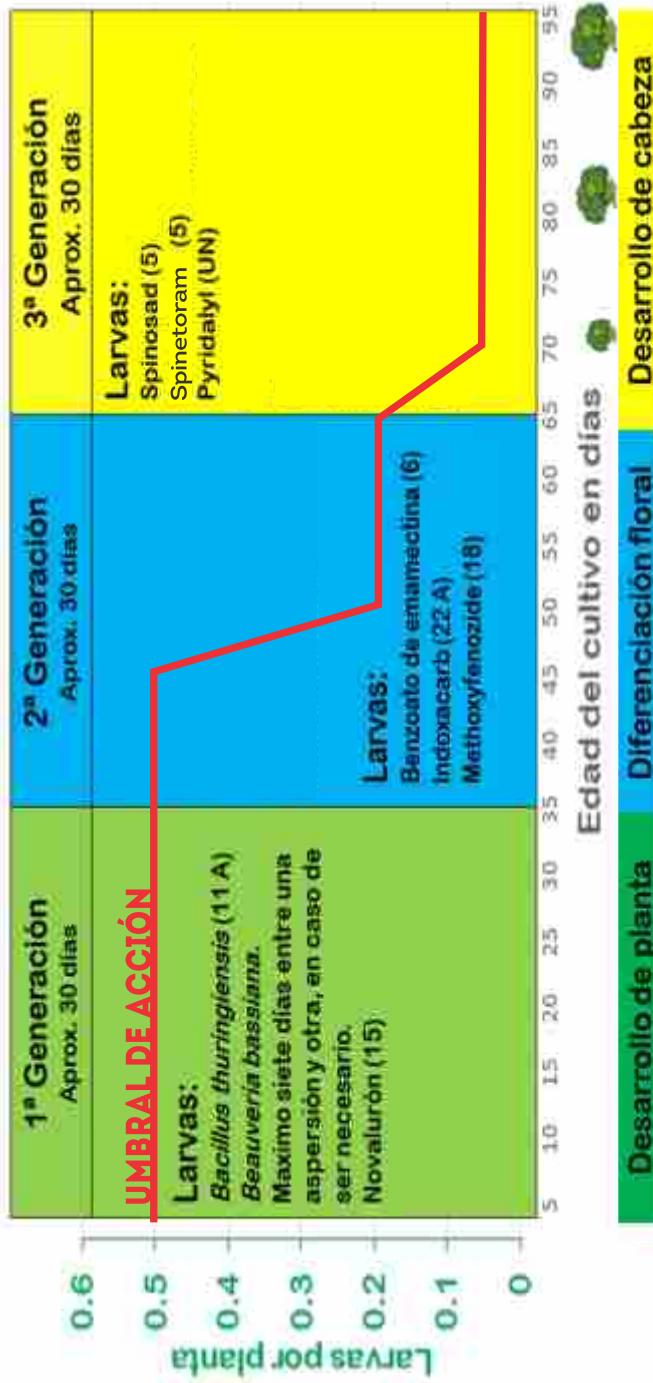 1ª Generación
Aprox. 30 días
2ª Generación
Aprox. 30 días
3ª Generación
Aprox. 30 días
UMBRAL DE ACCIÓN
Larvas:
Bacillus thuringiensis (11 A)
Beauveria bassiana.
Maximo siete días entre una
aspersión y otra, en caso de
ser necesario.
Novalurón (15)
Larvas:
Benzoato de emamectina (6)
Indoxacarb (22 A)
Methoxyfenozide (18)
Larvas:
Spinosad (5)
Spinetoram (5)
Pyridalyl (UN)
Larvas por planta
0.6
0.5
0.4
0.3
0.2
0.1
0
5 10 15 20 25 30 35 40 45 50 55 60 65 70 75 80 85 90 95
Edad del cultivo en días
Desarrollo de planta
Diferenciación floral
Desarrollo de cabeza